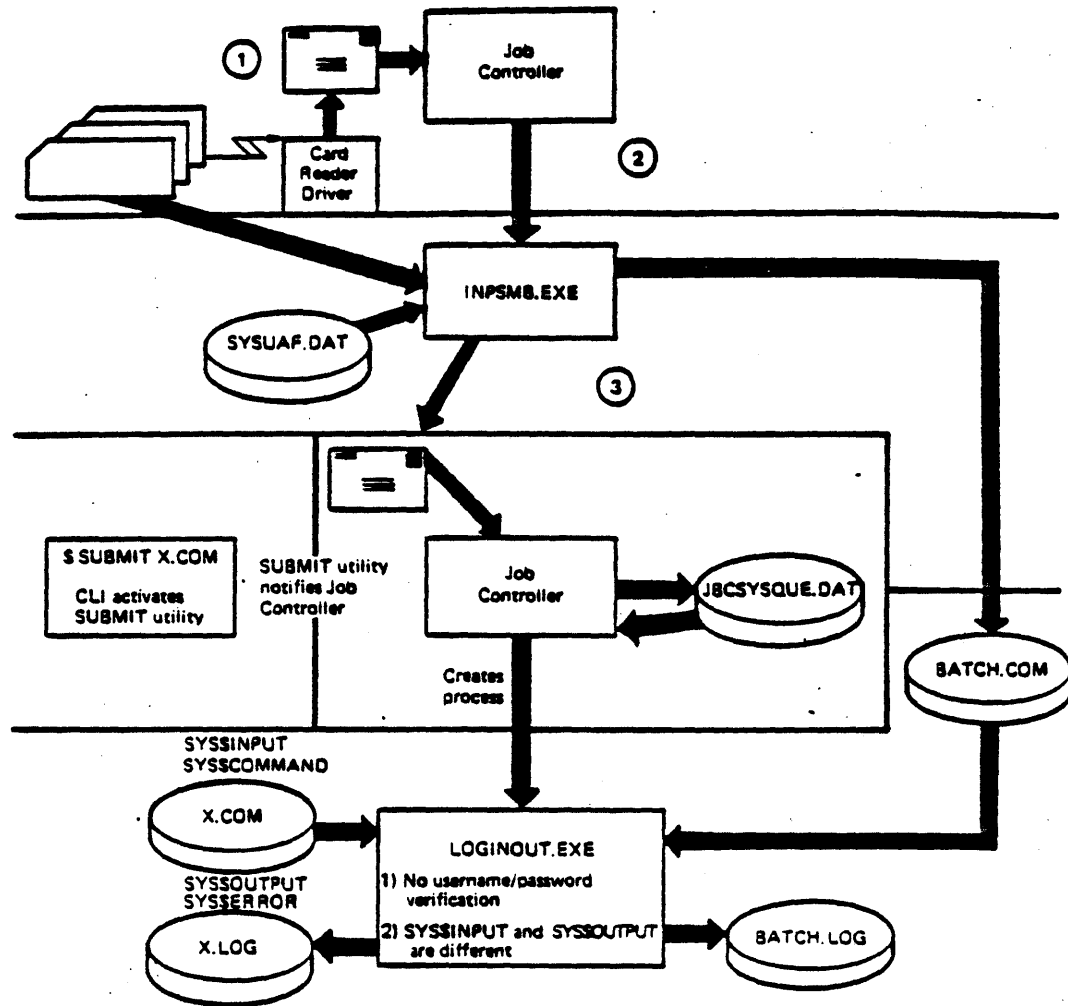 1
Job
Controller
2
Card
Reader
Driver
INPSMB.EXE
SYSUAF.DAT
3
$ SUBMIT X.COM
CLI activates
SUBMIT utility
SUBMIT utility
notifies Job
Controller
Job
Controller
JBCSYSQUE.DAT
Creates
process
BATCH.COM
SYS$INPUT
SYS$COMMAND
X.COM
SYS$OUTPUT
SYS$ERROR
X.LOG
LOGINOUT.EXE
1) No username/password
verification
2) SYS$INPUT and SYS$OUTPUT
are different
BATCH.LOG